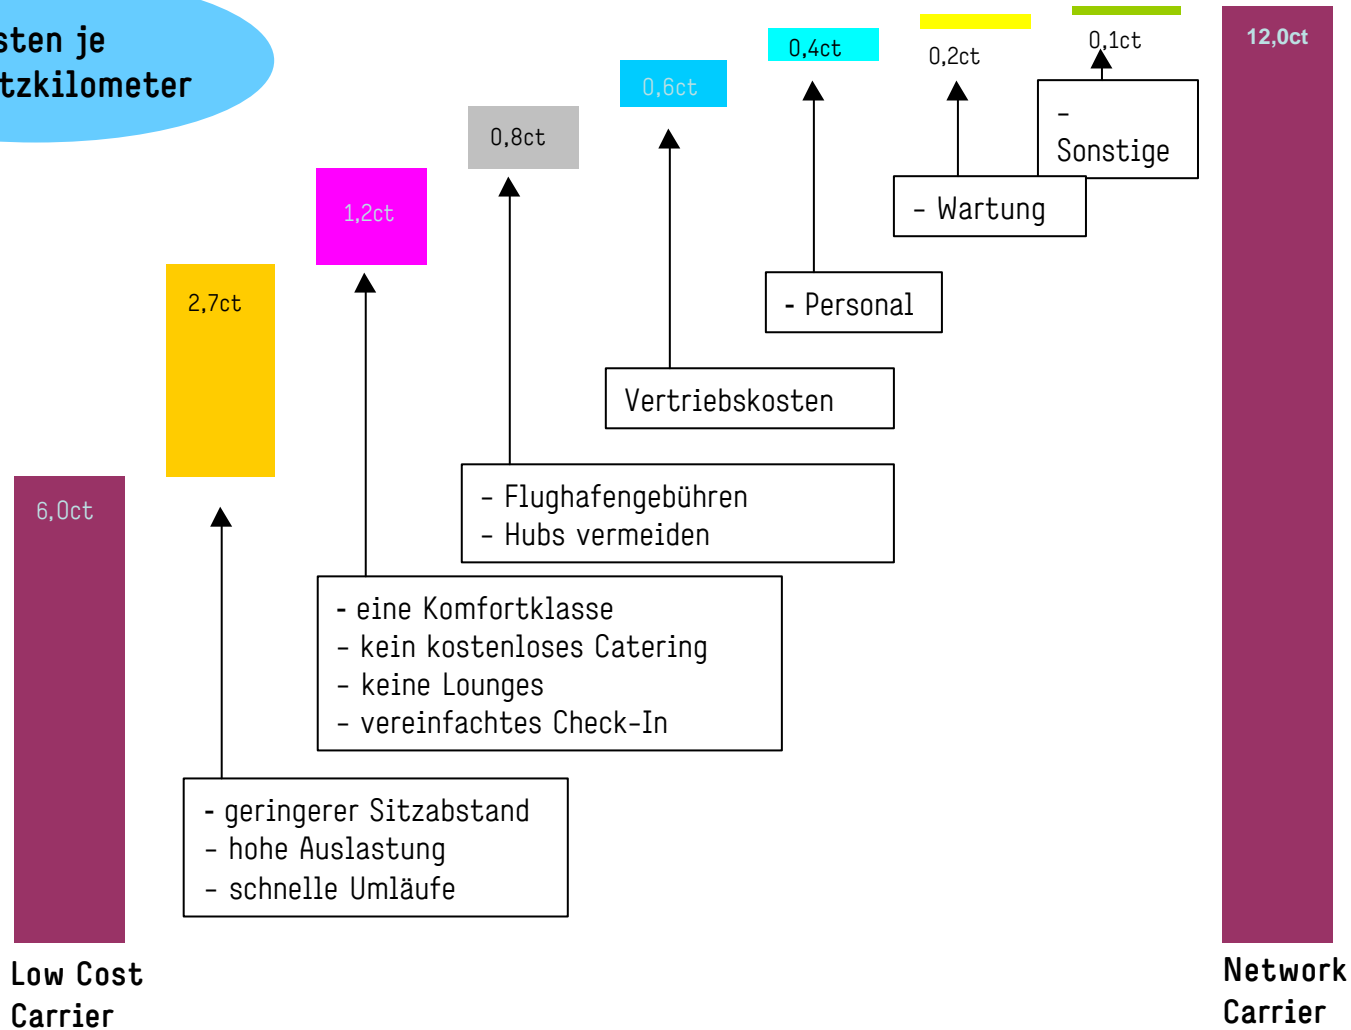 sten je
tzkilometer
6,0ct
2,7ct
1,2ct
0,8ct
0,6ct
0,4ct
0,2ct
0,1ct
12,0ct
-
Sonstige
- Wartung
- Personal
Vertriebskosten
- Flughafengebühren
- Hubs vermeiden
- eine Komfortklasse
- kein kostenloses Catering
- keine Lounges
- vereinfachtes Check-In
- geringerer Sitzabstand
- hohe Auslastung
- schnelle Umläufe
Low Cost
Carrier
Network
Carrier